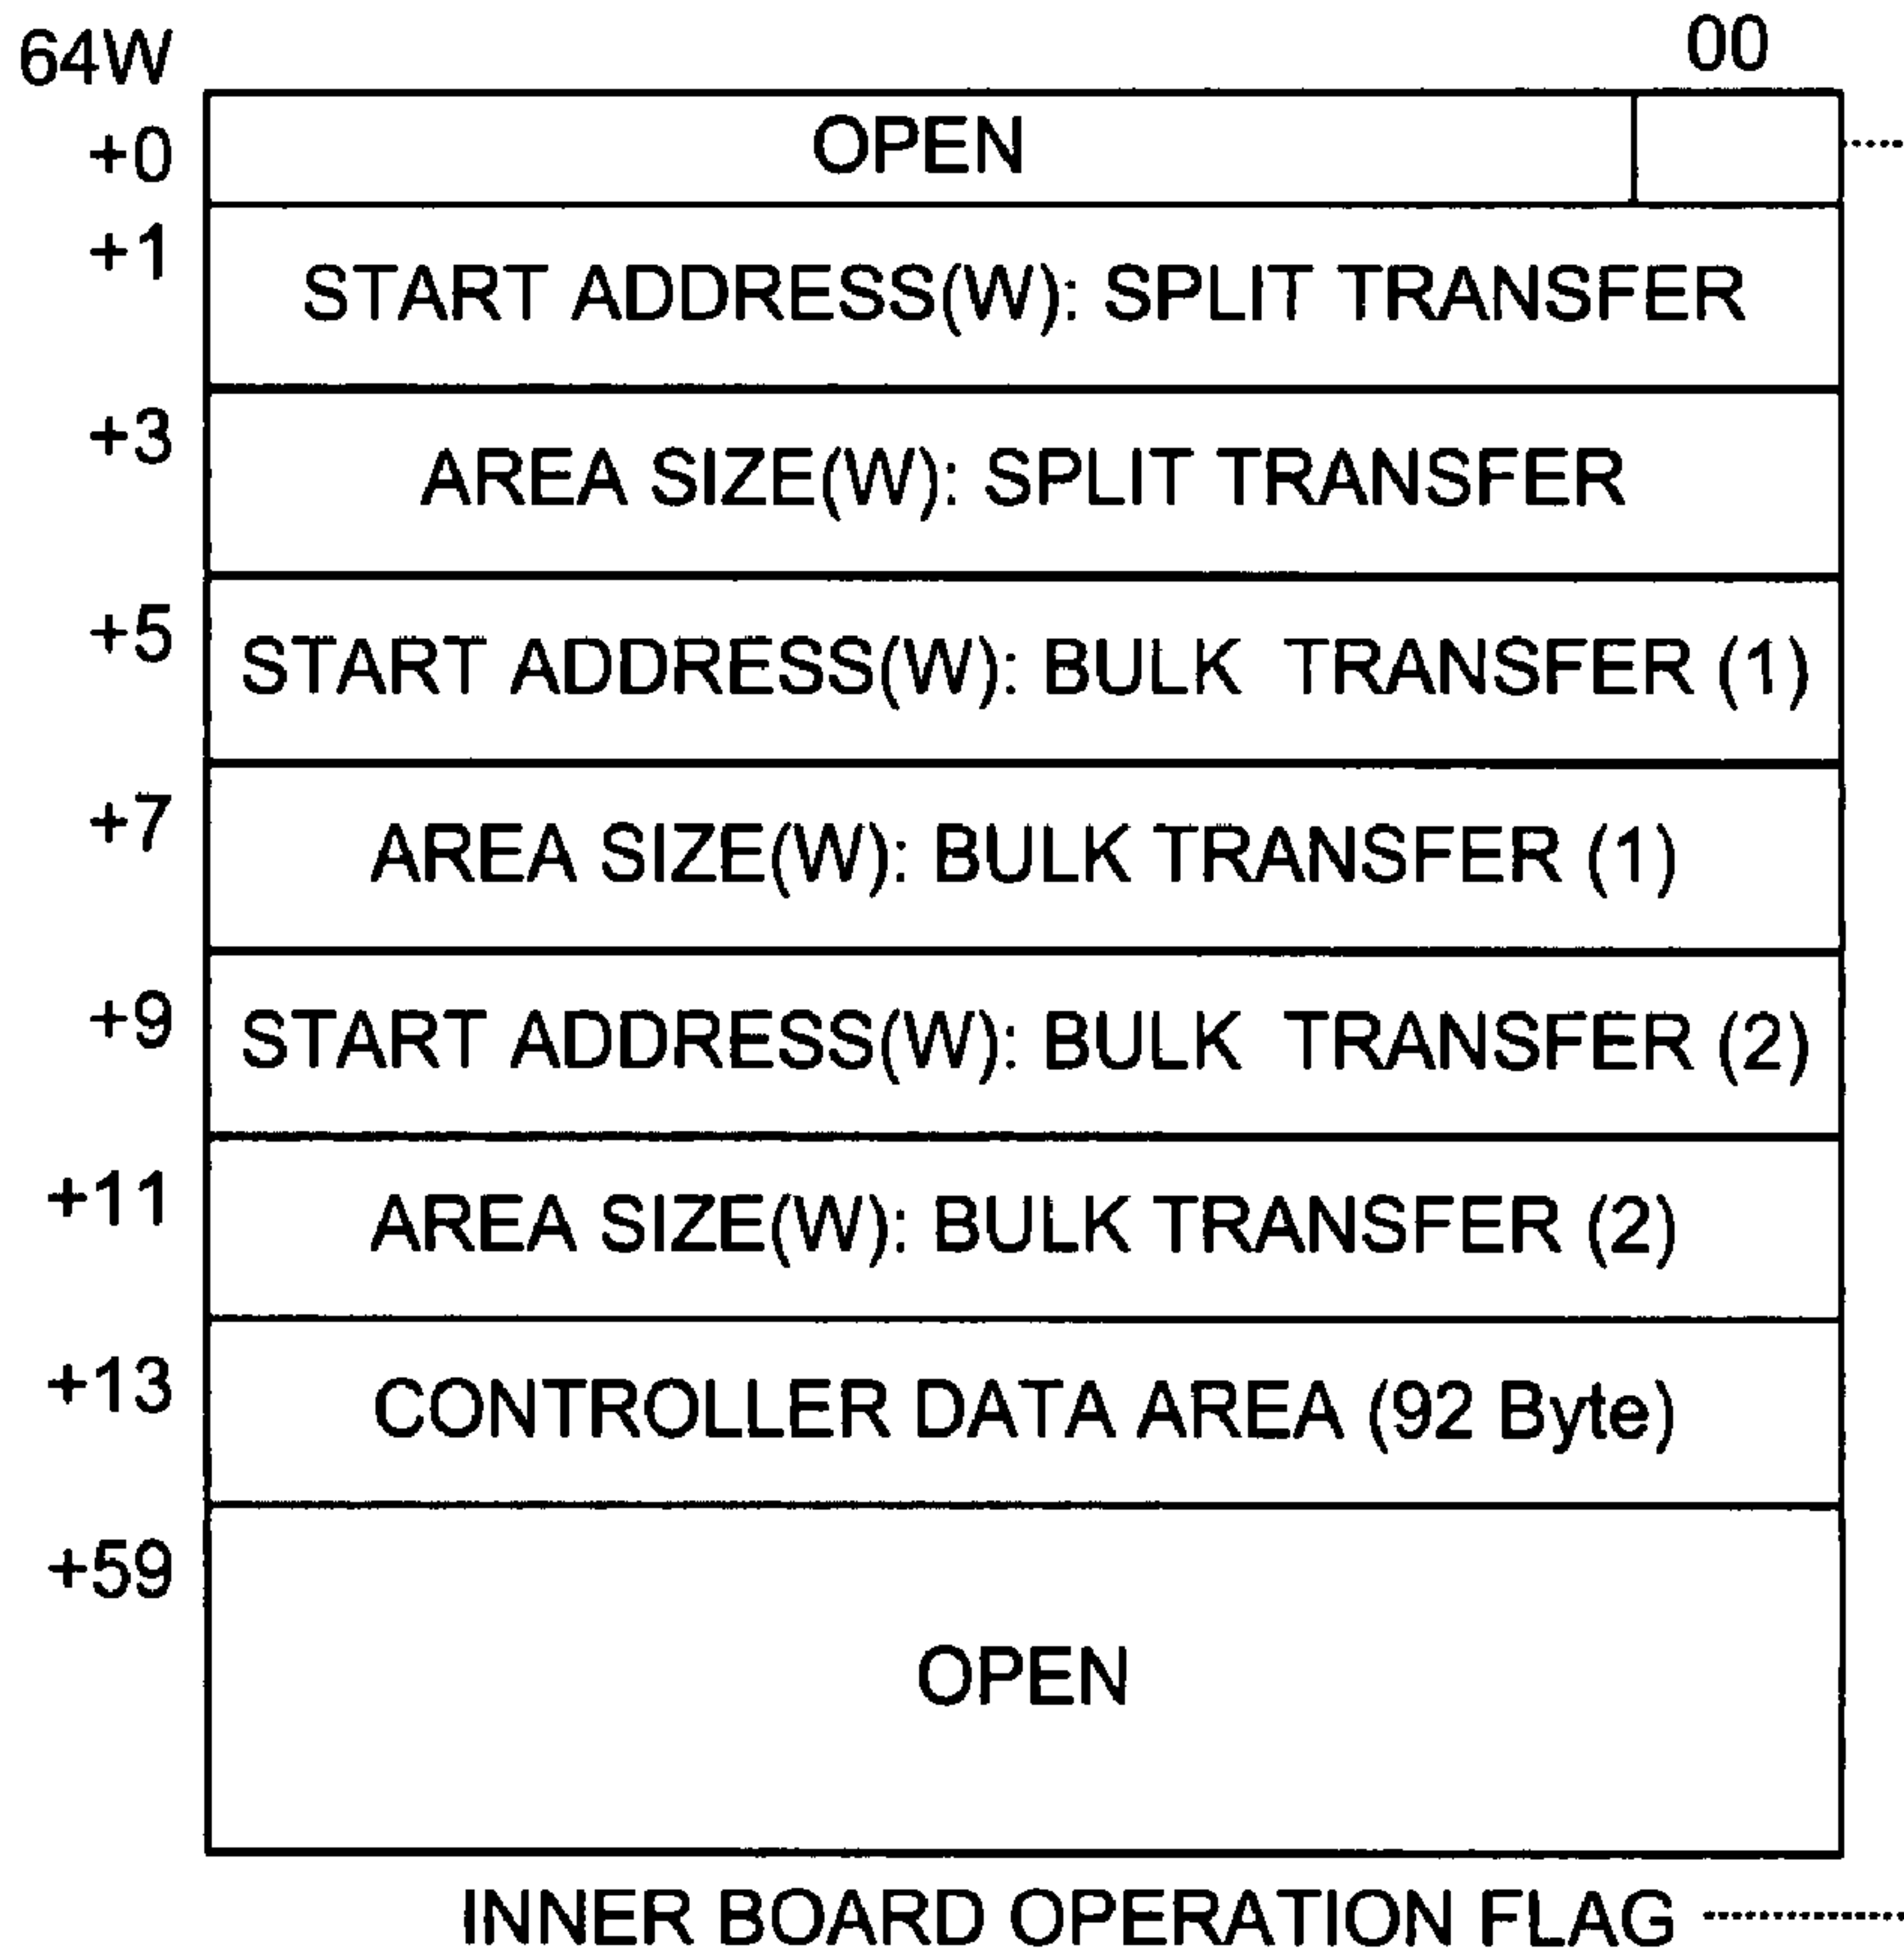 64W 00
+0 OPEN
+1 START ADDRESS(W): SPLIT TRANSFER
+3 AREA SIZE(W): SPLIT TRANSFER
+5 START ADDRESS(W): BULK TRANSFER (1)
+7 AREA SIZE(W): BULK TRANSFER (1)
+9 START ADDRESS(W): BULK TRANSFER (2)
+11 AREA SIZE(W): BULK TRANSFER (2)
+13 CONTROLLER DATA AREA (92 Byte)
+59 OPEN
INNER BOARD OPERATION FLAG